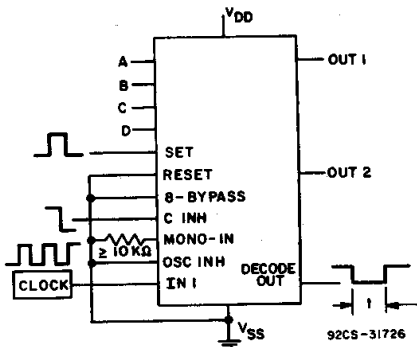 VDD
A
B
C
D
SET
RESET
8-BYPASS
C INH
MONO-IN
≥ 10 KΩ
OSC INH
CLOCK
IN 1
OUT 1
OUT 2
DECODE
OUT
t
VSS
92CS-31726